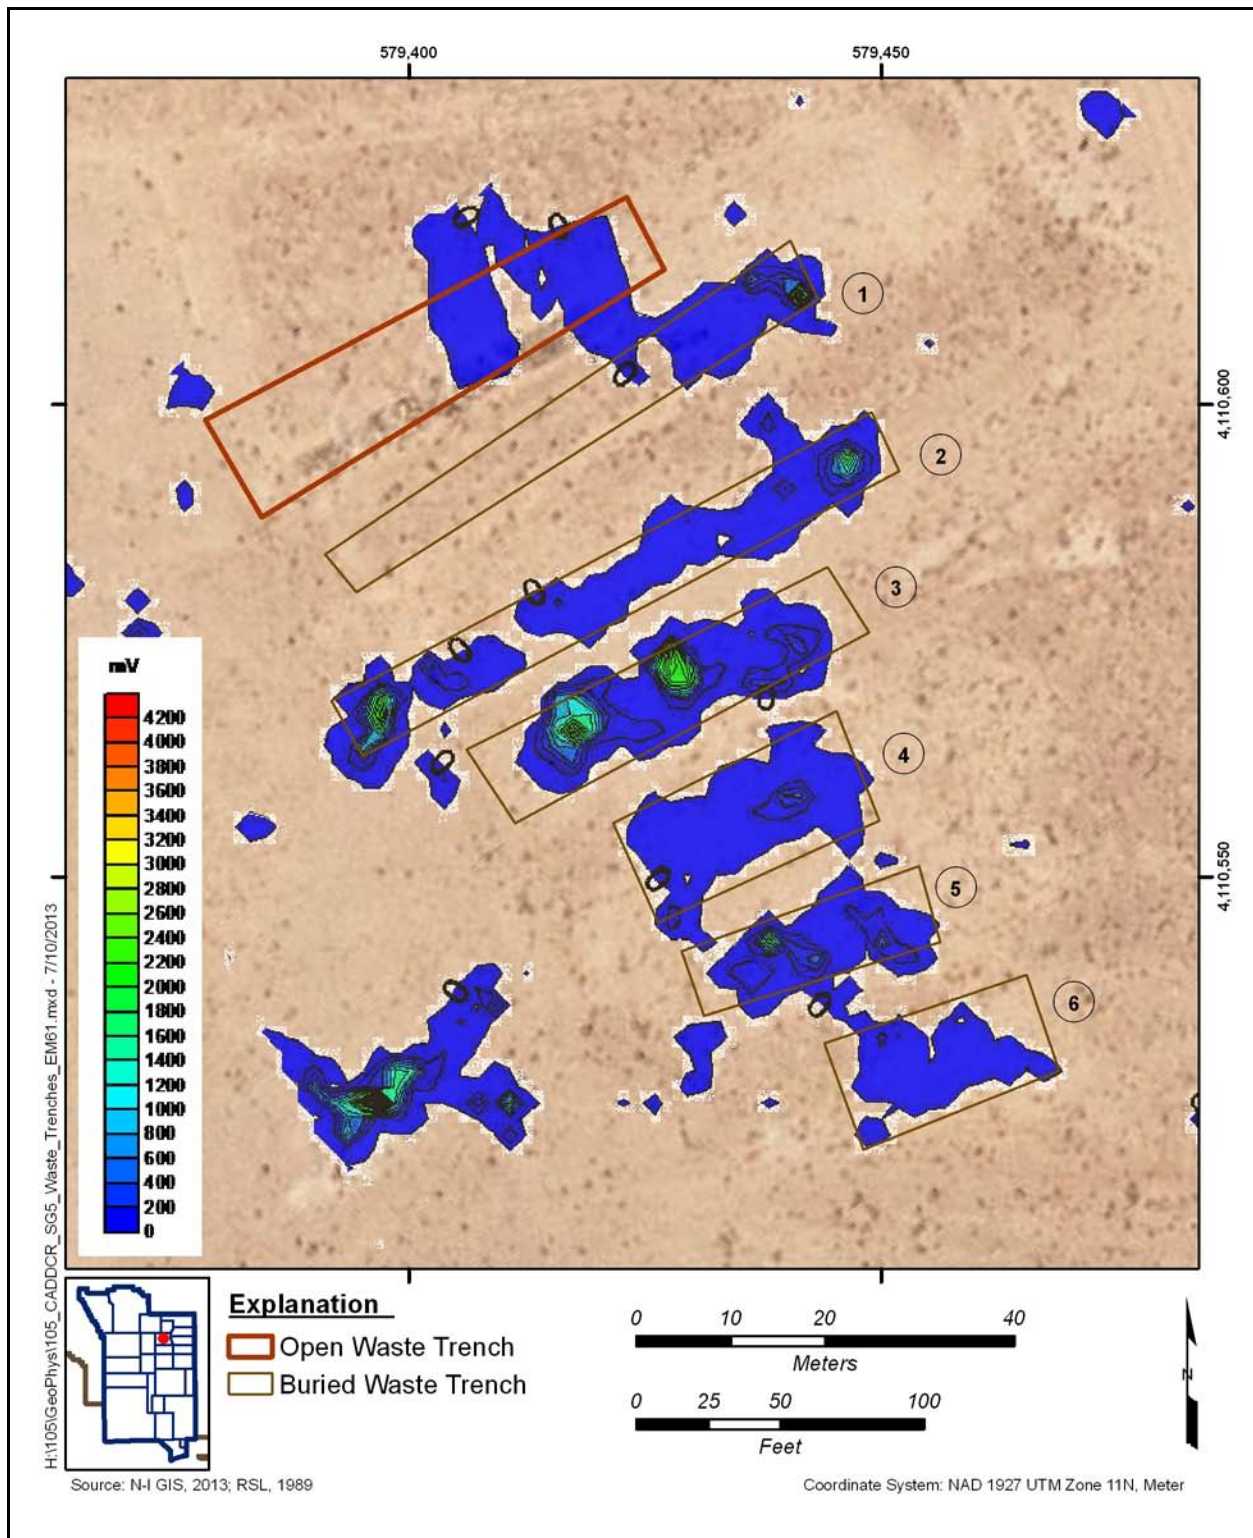 579,400
579,450
1
4,110,600
2
3
4
4,110,550
5
6
mV
4200
4000
3800
3600
3400
3200
3000
2800
2600
2400
2200
2000
1800
1600
1400
1200
1000
800
600
400
200
0
H:\105\GeoPhys\105_CADDCR_SG5_Waste_Trenches_EM61.mxd - 7/10/2013
Explanation
Open Waste Trench
Buried Waste Trench
0 10 20 40
Meters
0 25 50 100
Feet
N
Source: N-I GIS, 2013; RSL, 1989
Coordinate System: NAD 1927 UTM Zone 11N, Meter